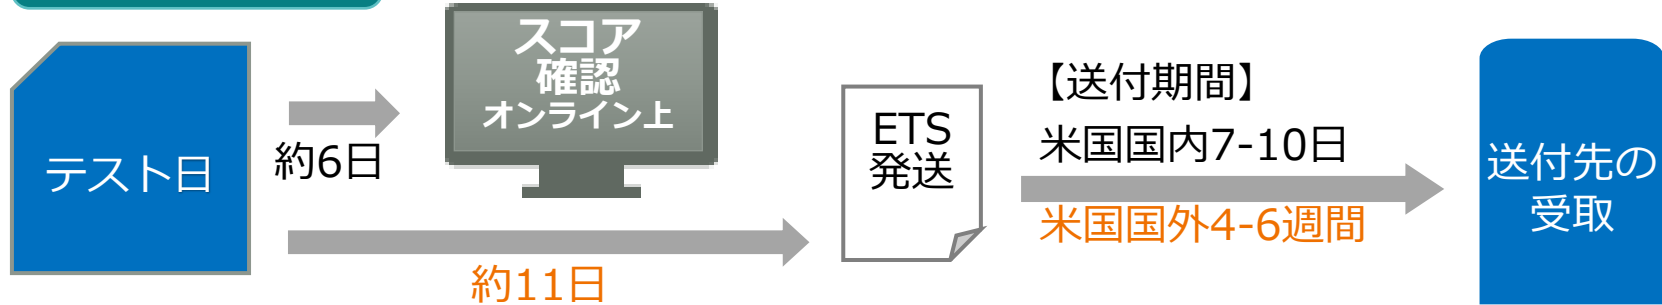 テスト日
約6日
スコア
確認
オンライン上
約11日
ETS
発送
【送付期間】
米国国内7-10日
米国国外4-6週間
送付先の
受取